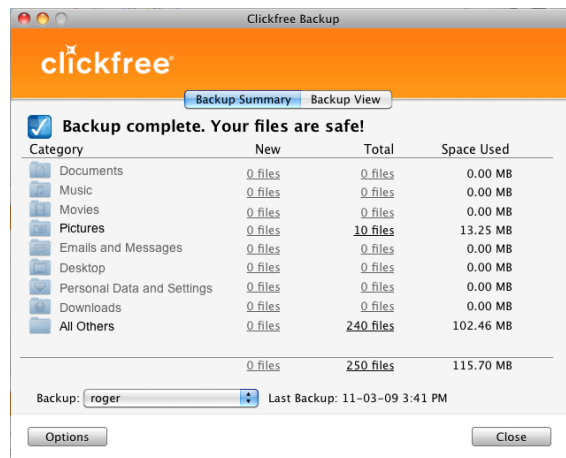 Clickfree Backup
clickfree
Backup Summary Backup View
Backup complete. Your files are safe!
Category New Total Space Used
Documents 0 files 0 files 0.00 MB
Music 0 files 0 files 0.00 MB
Movies 0 files 0 files 0.00 MB
Pictures 0 files 10 files 13.25 MB
Emails and Messages 0 files 0 files 0.00 MB
Desktop 0 files 0 files 0.00 MB
Personal Data and Settings 0 files 0 files 0.00 MB
Downloads 0 files 0 files 0.00 MB
All Others 0 files 240 files 102.46 MB
0 files 250 files 115.70 MB
Backup: roger Last Backup: 11-03-09 3:41 PM
Options Close